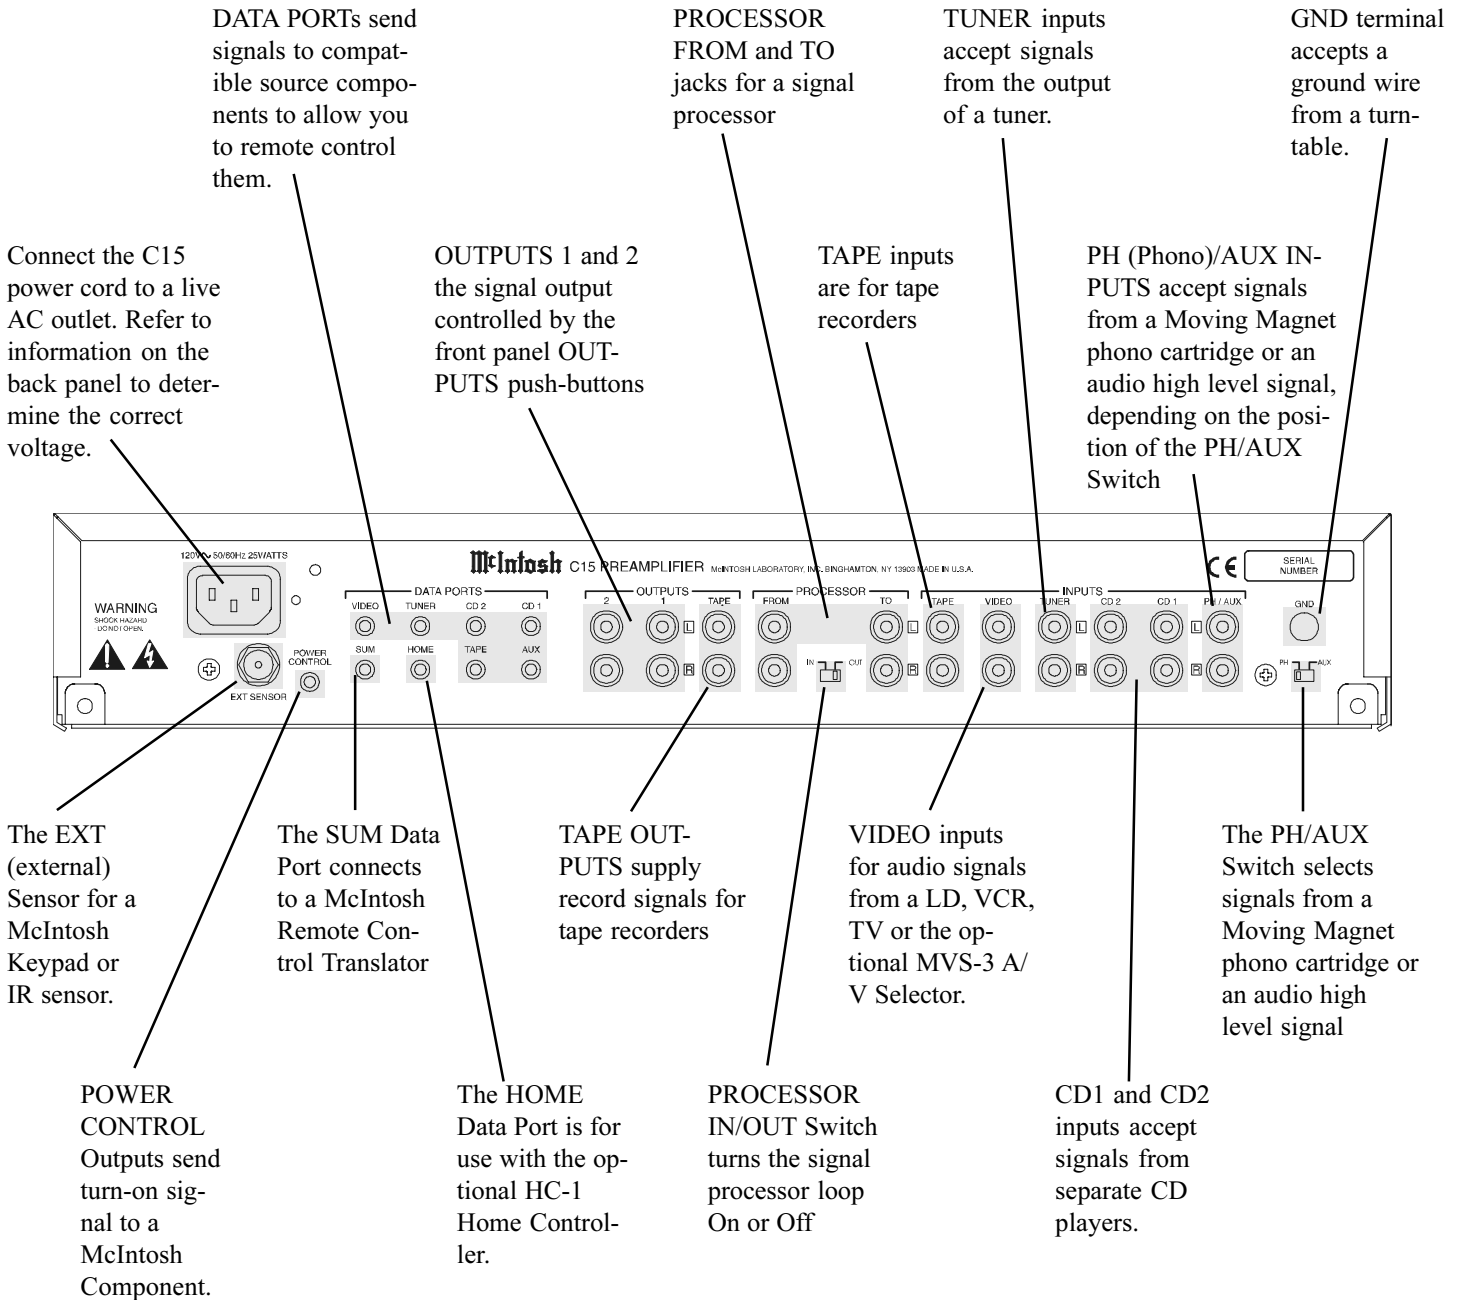 DATA PORTs send
signals to compat-
ible source compo-
nents to allow you
to remote control
them.
PROCESSOR
FROM and TO
jacks for a signal
processor
TUNER inputs
accept signals
from the output
of a tuner.
GND terminal
accepts a
ground wire
from a turn-
table.
Connect the C15
power cord to a live
AC outlet. Refer to
information on the
back panel to deter-
mine the correct
voltage.
OUTPUTS 1 and 2
the signal output
controlled by the
front panel OUT-
PUTS push-buttons
TAPE inputs
are for tape
recorders
PH (Phono)/AUX IN-
PUTS accept signals
from a Moving Magnet
phono cartridge or an
audio high level signal,
depending on the posi-
tion of the PH/AUX
Switch
120V~ 50/60Hz 25WATTS
McIntosh C15 PREAMPLIFIER McINTOSH LABORATORY, INC. BINGHAMTON, NY 13903 MADE IN U.S.A.
CE
SERIAL
NUMBER
WARNING
SHOCK HAZARD
- DO NOT OPEN.
DATA PORTS
VIDEO TUNER CD 2 CD 1
SUM HOME TAPE AUX
POWER
CONTROL
EXT SENSOR
OUTPUTS
2 1 TAPE
L
R
PROCESSOR
FROM TO
IN OUT
L
R
INPUTS
TAPE VIDEO TUNER CD 2 CD 1 PH / AUX
L L
R R
GND
PH AUX
The EXT
(external)
Sensor for a
McIntosh
Keypad or
IR sensor.
The SUM Data
Port connects
to a McIntosh
Remote Con-
trol Translator
TAPE OUT-
PUTS supply
record signals for
tape recorders
VIDEO inputs
for audio signals
from a LD, VCR,
TV or the op-
tional MVS-3 A/
V Selector.
The PH/AUX
Switch selects
signals from a
Moving Magnet
phono cartridge or
an audio high
level signal
POWER
CONTROL
Outputs send
turn-on sig-
nal to a
McIntosh
Component.
The HOME
Data Port is for
use with the op-
tional HC-1
Home Control-
ler.
PROCESSOR
IN/OUT Switch
turns the signal
processor loop
On or Off
CD1 and CD2
inputs accept
signals from
separate CD
players.